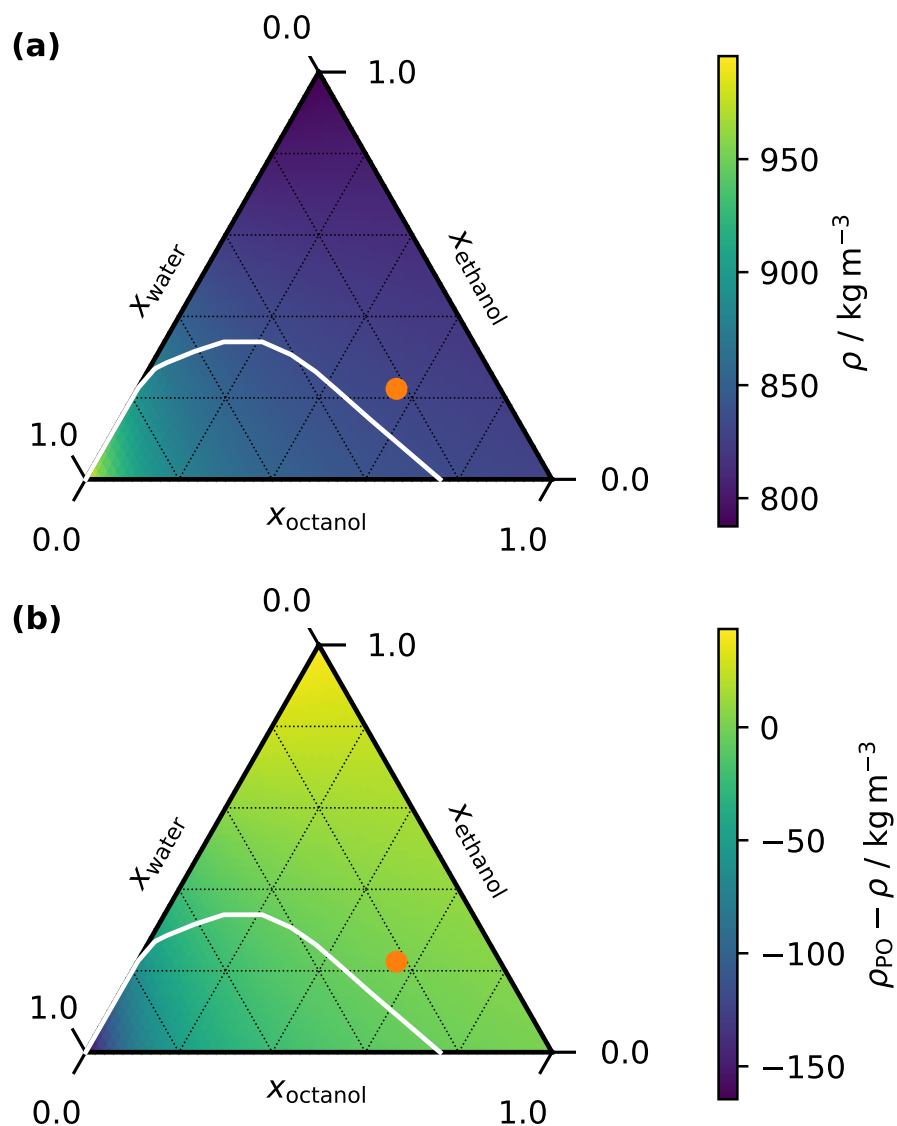 (a)
0.0
1.0
x_water
x_ethanol
1.0
0.0
x_octanol
0.0
1.0
950
900
850
800
ρ / kg m⁻³
(b)
0.0
1.0
x_water
x_ethanol
1.0
0.0
x_octanol
0.0
1.0
0
−50
−100
−150
ρ_PO − ρ / kg m⁻³